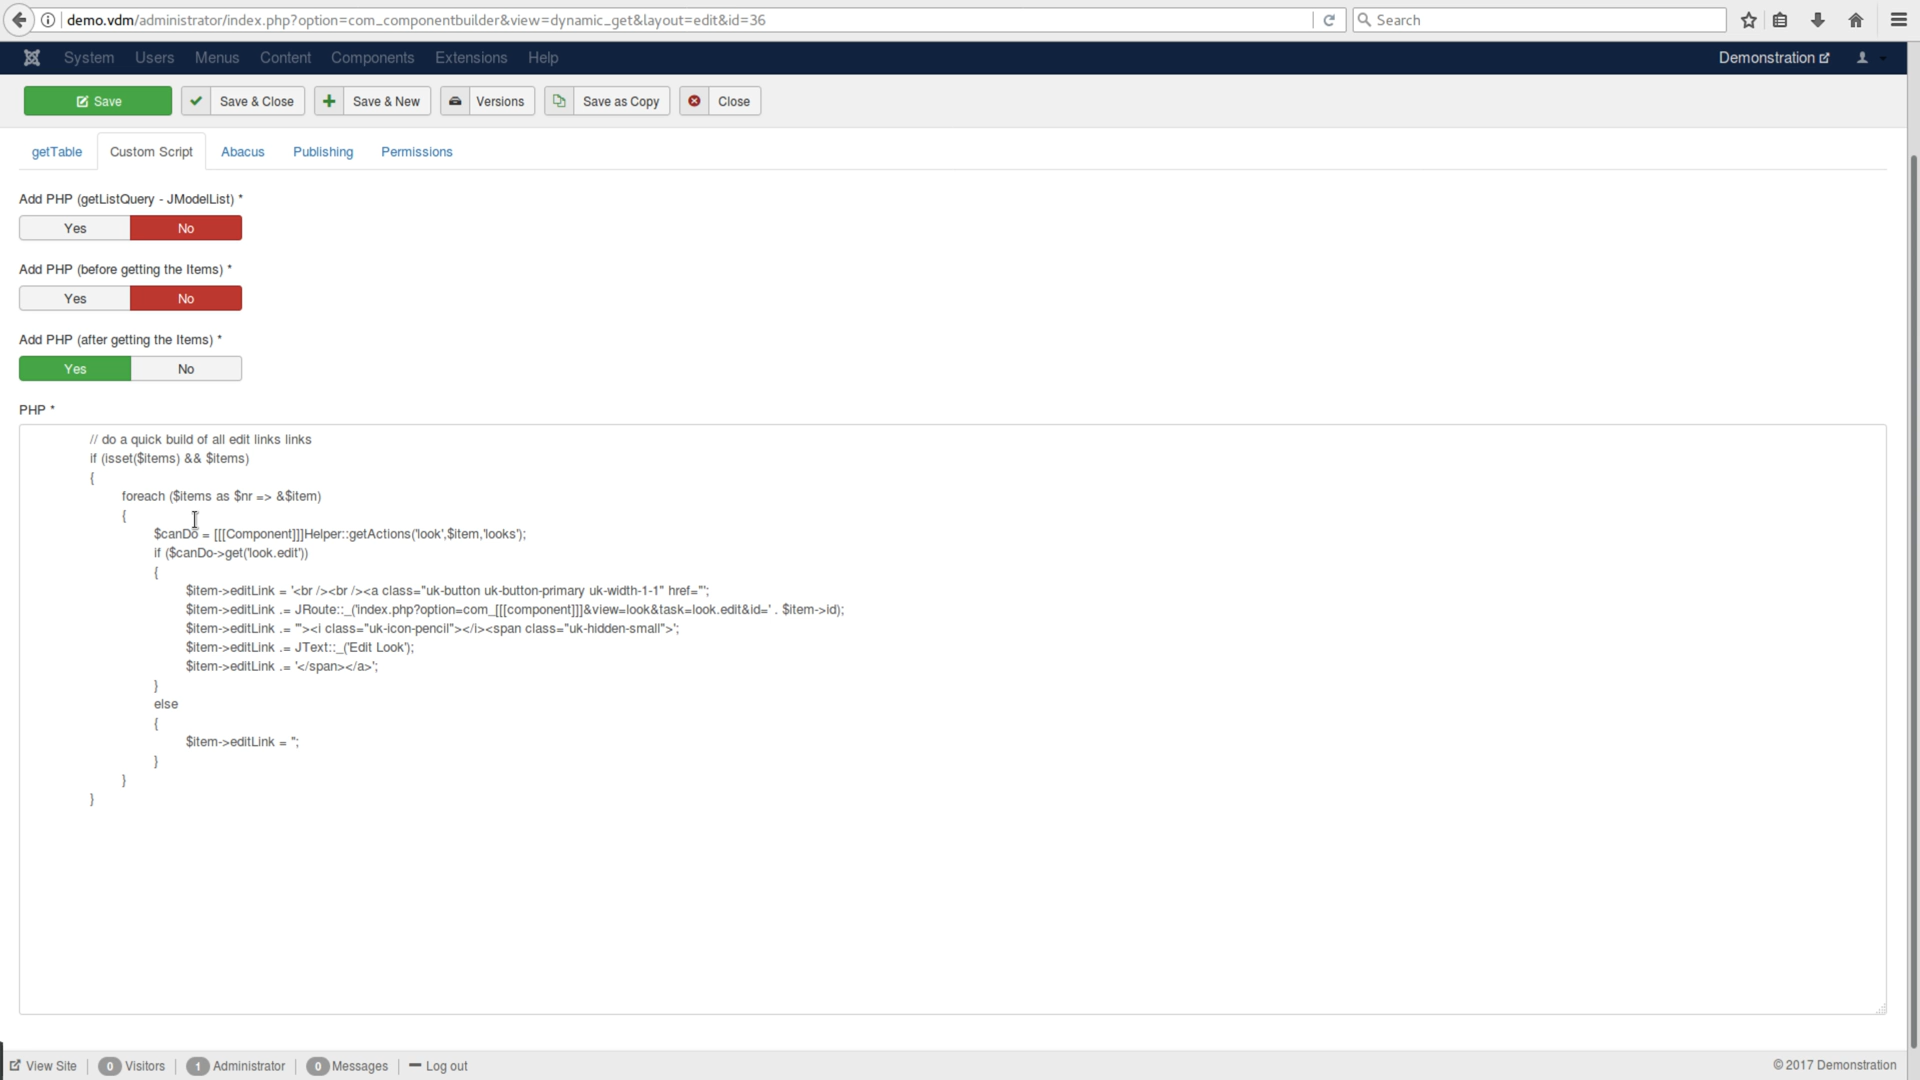 demo.vdm/administrator/index.php?option=com_componentbuilder&view=dynamic_get&layout=edit&id=36
Search
System Users Menus Content Components Extensions Help
Demonstration
Save
Save & Close
Save & New
Versions
Save as Copy
Close
getTable
Custom Script
Abacus
Publishing
Permissions
Add PHP (getListQuery - JModelList) *
Yes No
Add PHP (before getting the Items) *
Yes No
Add PHP (after getting the Items) *
Yes No
PHP *
// do a quick build of all edit links links
if (isset($items) && $items)
{
foreach ($items as $nr => &$item)
{
$canDo = [[[Component]]]Helper::getActions('look',$item,'looks');
if ($canDo->get('look.edit'))
{
$item->editLink = '<br /><br /><a class="uk-button uk-button-primary uk-width-1-1" href="';
$item->editLink .= JRoute::_('index.php?option=com_[[[component]]]&view=look&task=look.edit&id=' . $item->id);
$item->editLink .= '"><i class="uk-icon-pencil"></i><span class="uk-hidden-small">';
$item->editLink .= JText::_('Edit Look');
$item->editLink .= '</span></a>';
}
else
{
$item->editLink = '';
}
}
}
View Site
0 Visitors
1 Administrator
0 Messages
Log out
© 2017 Demonstration